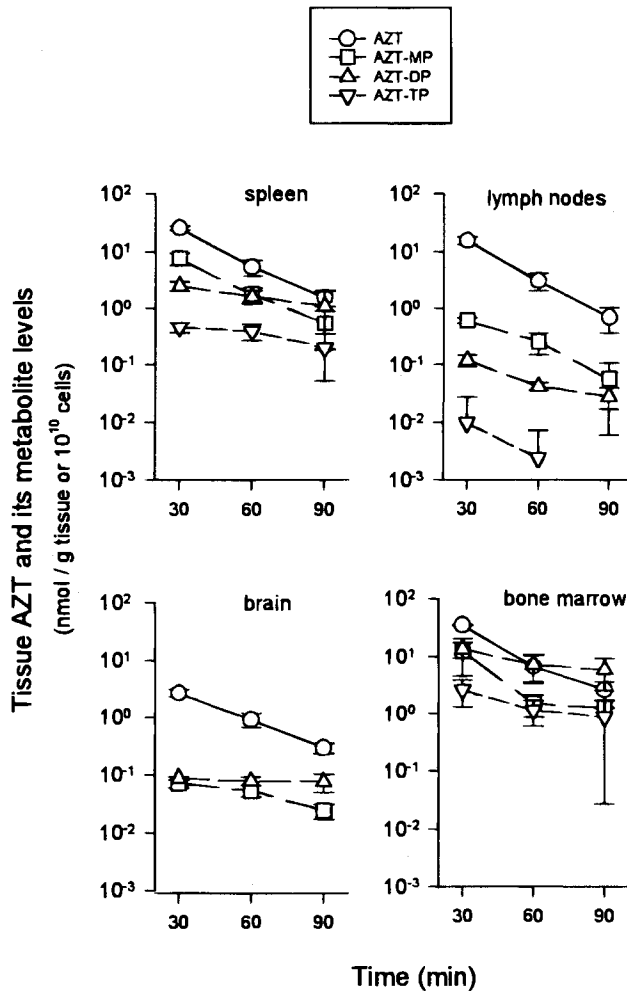 AZT
AZT-MP
AZT-DP
AZT-TP
spleen
lymph nodes
10²
10¹
10⁰
10⁻¹
10⁻²
10⁻³
30 60 90
10²
10¹
10⁰
10⁻¹
10⁻²
10⁻³
30 60 90
brain
bone marrow
10²
10¹
10⁰
10⁻¹
10⁻²
10⁻³
30 60 90
10²
10¹
10⁰
10⁻¹
10⁻²
10⁻³
30 60 90
Tissue AZT and its metabolite levels
(nmol / g tissue or 10¹⁰ cells)
Time (min)